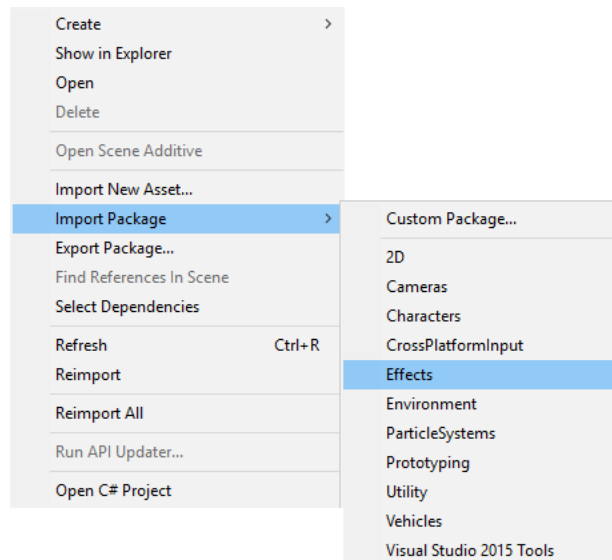 Create
Show in Explorer
Open
Delete
Open Scene Additive
Import New Asset...
Import Package
Export Package...
Find References In Scene
Select Dependencies
Refresh Ctrl+R
Reimport
Reimport All
Run API Updater...
Open C# Project
Custom Package...
2D
Cameras
Characters
CrossPlatformInput
Effects
Environment
ParticleSystems
Prototyping
Utility
Vehicles
Visual Studio 2015 Tools